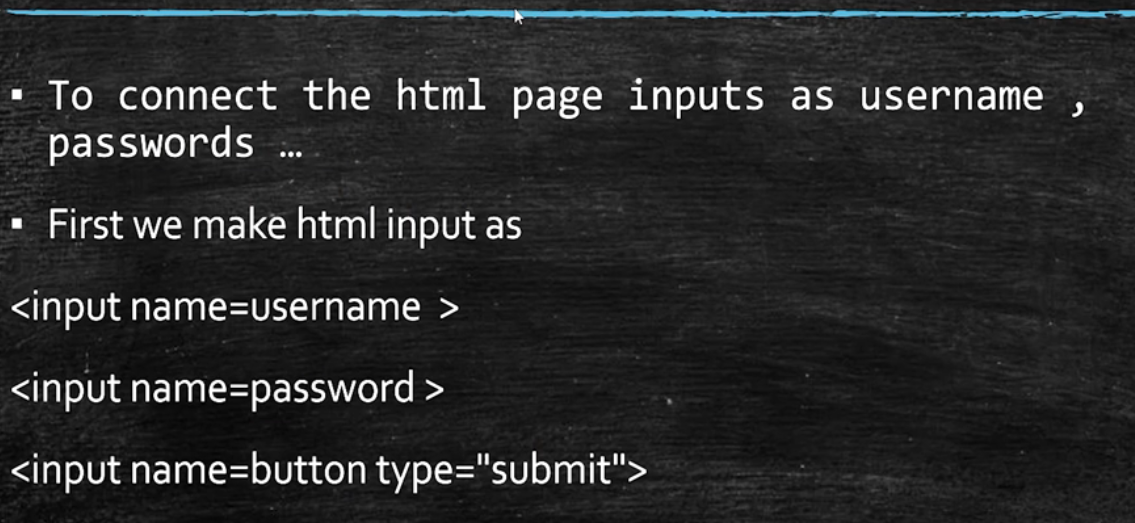 ▪ To connect the html page inputs as username ,
passwords …
▪ First we make html input as
<input name=username  >
<input name=password >
<input name=button type="submit">